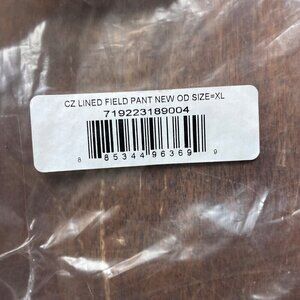 CZ LINED FIELD PANT NEW OD SIZE=XL
719223189004
8 85344 96369 9